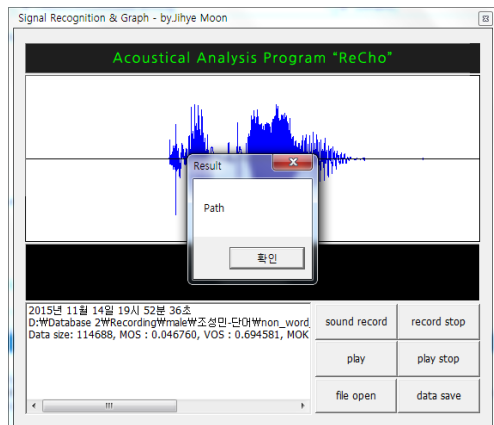 Signal Recognition & Graph - by.Jihye Moon
Acoustical Analysis Program "ReCho"
Result
Path
확인
2015년 11월 14일 19시 52분 36초
D:₩Database 2₩Recording₩male₩조성민-단어₩non_word_
Data size: 114688, MOS : 0.046760, VOS : 0.694581, MOK
sound record
record stop
play
play stop
file open
data save